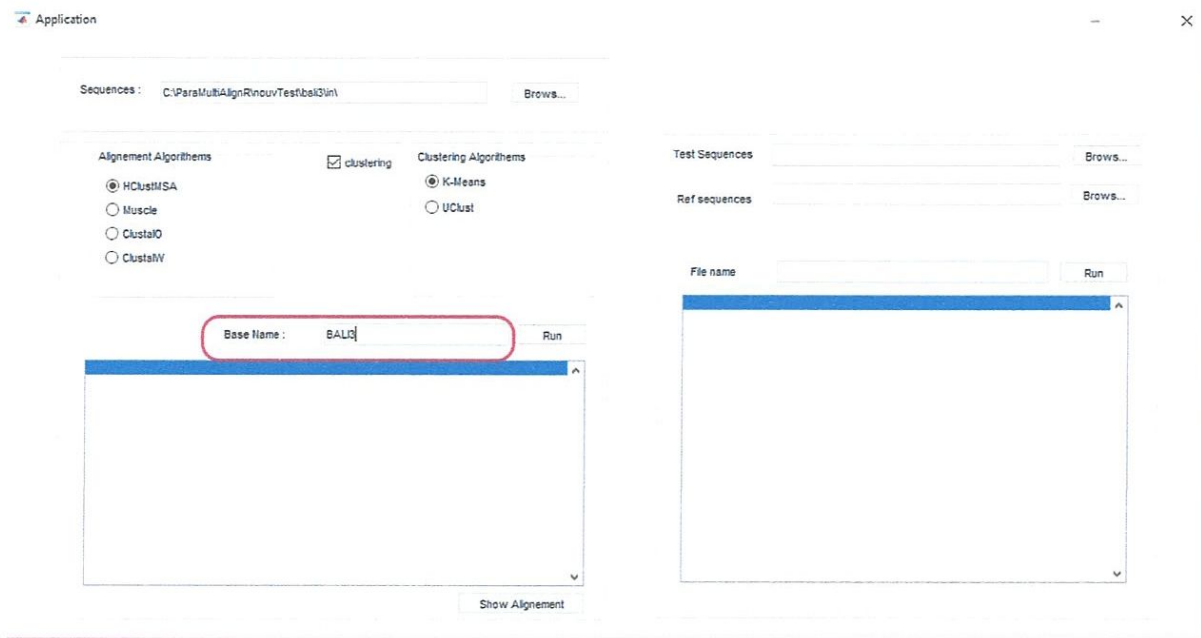 Application
Sequences : C:\ParaMultiAlignR\nouvTest\bali3\in\ Brows...
Alignement Algorithems
clustering
Clustering Algorithems
HClustMSA
Muscle
ClustalO
ClustalW
K-Means
UClust
Base Name : BALI3 Run
Show Alignement
Test Sequences Brows...
Ref sequences Brows...
File name Run